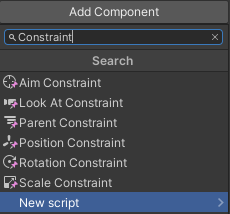 Add Component
Constraint
Search
Aim Constraint
Look At Constraint
Parent Constraint
Position Constraint
Rotation Constraint
Scale Constraint
New script